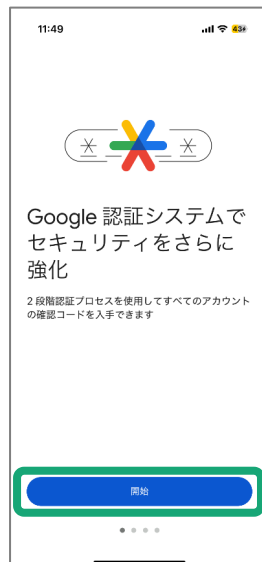 11:49
43
Google 認証システムで
セキュリティをさらに
強化
2 段階認証プロセスを使用してすべてのアカウント
の確認コードを入手できます
開始